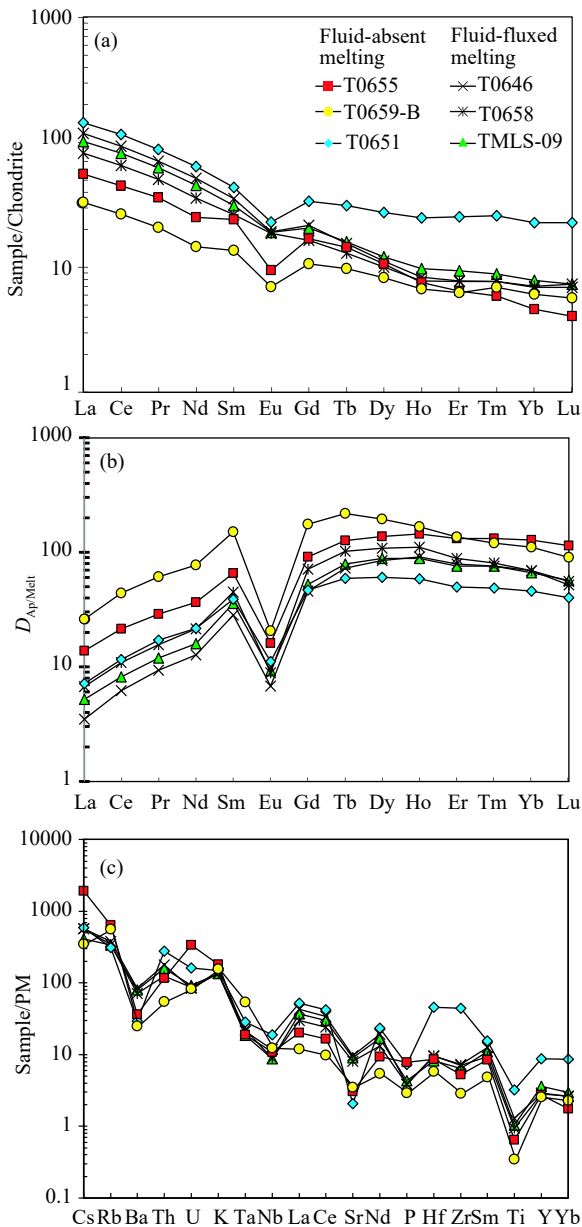 1000
(a)
Fluid-absent
melting
Fluid-fluxed
melting
T0655
T0646
T0659-B
T0658
T0651
TMLS-09
100
10
1
Sample/Chondrite
La Ce Pr Nd Sm Eu Gd Tb Dy Ho Er Tm Yb Lu
1000
(b)
100
10
1
D Ap/Melt
La Ce Pr Nd Sm Eu Gd Tb Dy Ho Er Tm Yb Lu
10000
(c)
1000
100
10
1
0.1
Sample/PM
Cs Rb Ba Th U K Ta Nb La Ce Sr Nd P Hf Zr Sm Ti Y Yb